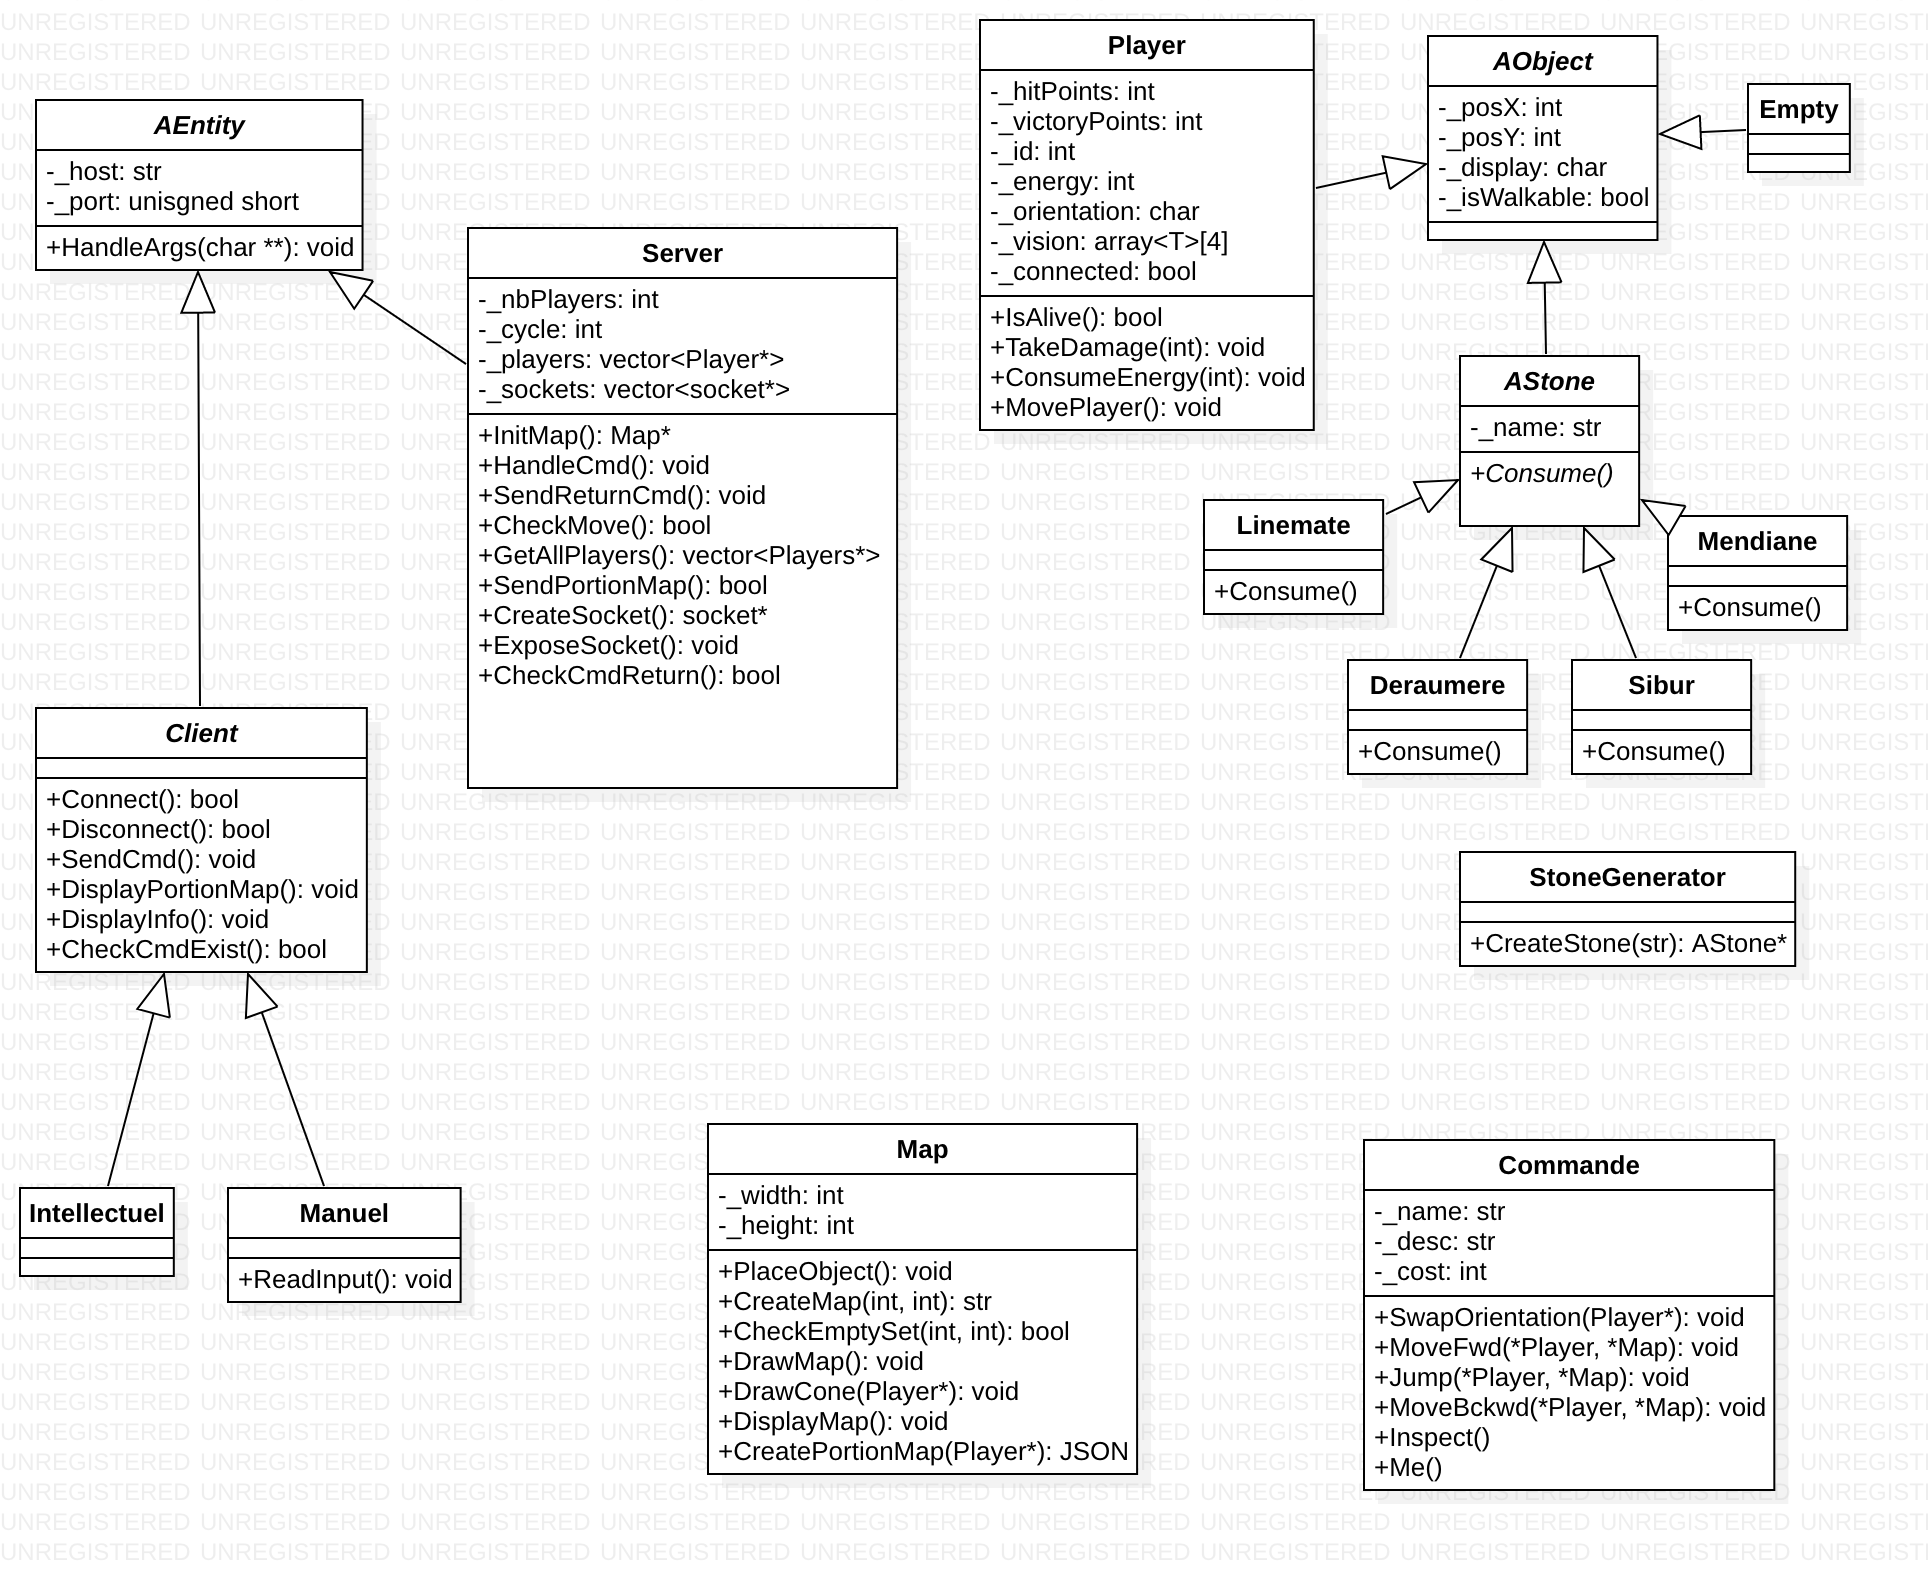 AEntity
-_host: str
-_port: unisgned short
+HandleArgs(char **): void
Server
-_nbPlayers: int
-_cycle: int
-_players: vector<Player*>
-_sockets: vector<socket*>
+InitMap(): Map*
+HandleCmd(): void
+SendReturnCmd(): void
+CheckMove(): bool
+GetAllPlayers(): vector<Players*>
+SendPortionMap(): bool
+CreateSocket(): socket*
+ExposeSocket(): void
+CheckCmdReturn(): bool
Player
-_hitPoints: int
-_victoryPoints: int
-_id: int
-_energy: int
-_orientation: char
-_vision: array<T>[4]
-_connected: bool
+IsAlive(): bool
+TakeDamage(int): void
+ConsumeEnergy(int): void
+MovePlayer(): void
AObject
-_posX: int
-_posY: int
-_display: char
-_isWalkable: bool
Empty
AStone
-_name: str
+Consume()
Linemate
+Consume()
Mendiane
+Consume()
Deraumere
+Consume()
Sibur
+Consume()
StoneGenerator
+CreateStone(str): AStone*
Client
+Connect(): bool
+Disconnect(): bool
+SendCmd(): void
+DisplayPortionMap(): void
+DisplayInfo(): void
+CheckCmdExist(): bool
Intellectuel
Manuel
+ReadInput(): void
Map
-_width: int
-_height: int
+PlaceObject(): void
+CreateMap(int, int): str
+CheckEmptySet(int, int): bool
+DrawMap(): void
+DrawCone(Player*): void
+DisplayMap(): void
+CreatePortionMap(Player*): JSON
Commande
-_name: str
-_desc: str
-_cost: int
+SwapOrientation(Player*): void
+MoveFwd(*Player, *Map): void
+Jump(*Player, *Map): void
+MoveBckwd(*Player, *Map): void
+Inspect()
+Me()
UNREGISTERED